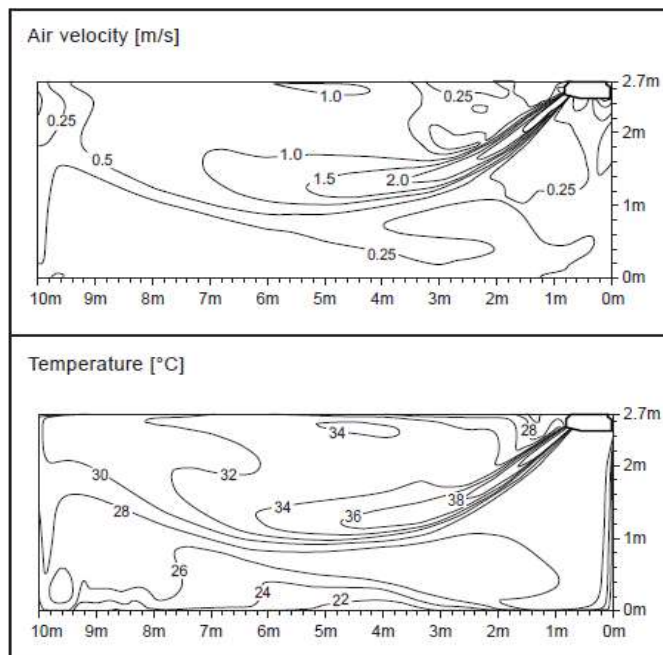 Air velocity [m/s]
1.0 0.25 2.7m
0.25
2m
0.5 1.0
1.5 2.0
0.25
1m
0.25
0m
10m 9m 8m 7m 6m 5m 4m 3m 2m 1m 0m
Temperature [°C]
2.7m
34 28
30 32 2m
28 34 38
36
1m
26
24 22
0m
10m 9m 8m 7m 6m 5m 4m 3m 2m 1m 0m